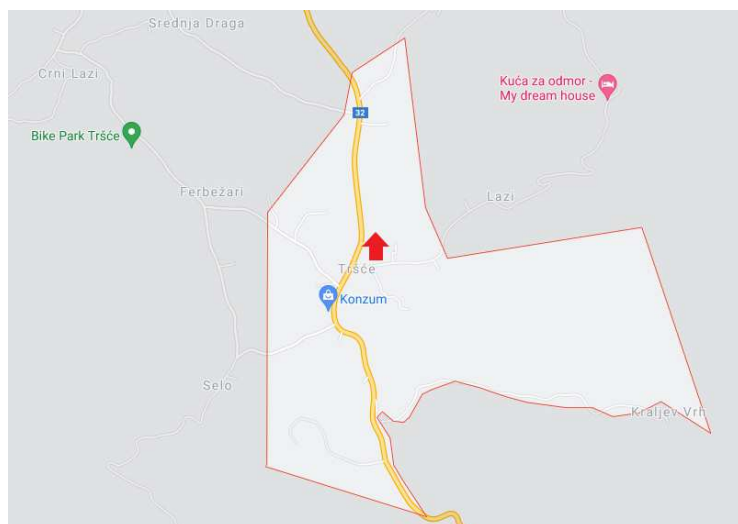 Srednja Draga
Crni Lazi
Kuća za odmor -
My dream house
32
Bike Park Tršće
Ferbežari
Lazi
Tršće
Konzum
Selo
Kraljev Vrh